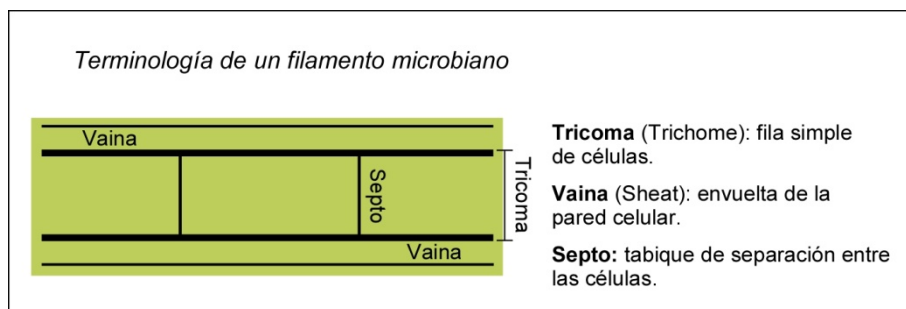 Terminología de un filamento microbiano
Vaina
Septo
Tricoma
Vaina
Tricoma (Trichome): fila simple
de células.
Vaina (Sheat): envuelta de la
pared celular.
Septo: tabique de separación entre
las células.